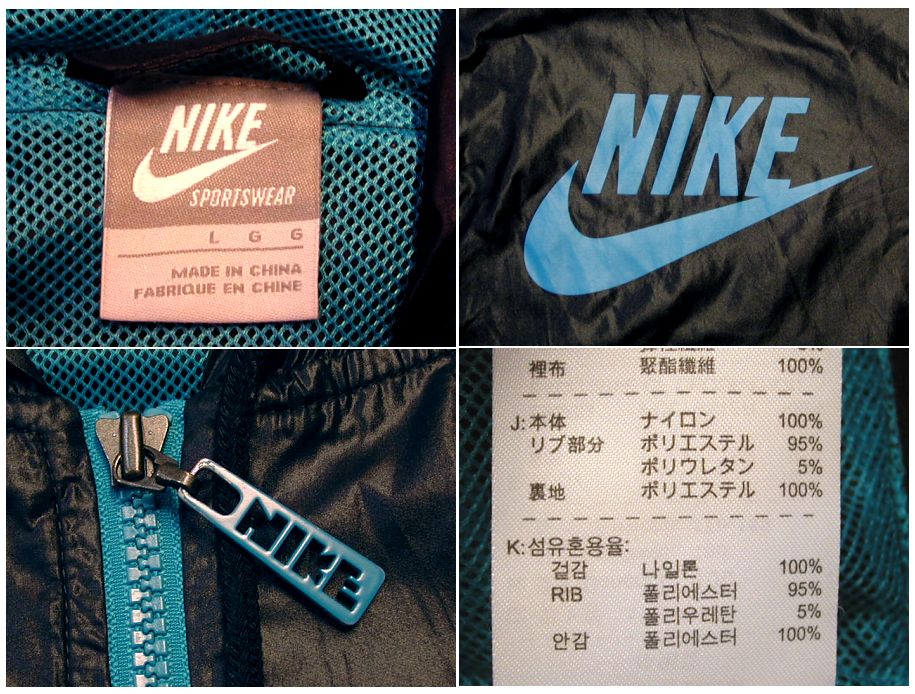 NIKE
SPORTSWEAR
L G G
MADE IN CHINA
FABRIQUE EN CHINE
NIKE
NIKE
裡布 聚酯纖維 100%
J:本体 ナイロン 100%
リブ部分 ポリエステル 95%
ポリウレタン 5%
裏地 ポリエステル 100%
K:섬유혼용율:
겉감 나일론 100%
RIB 폴리에스터 95%
폴리우레탄 5%
안감 폴리에스터 100%